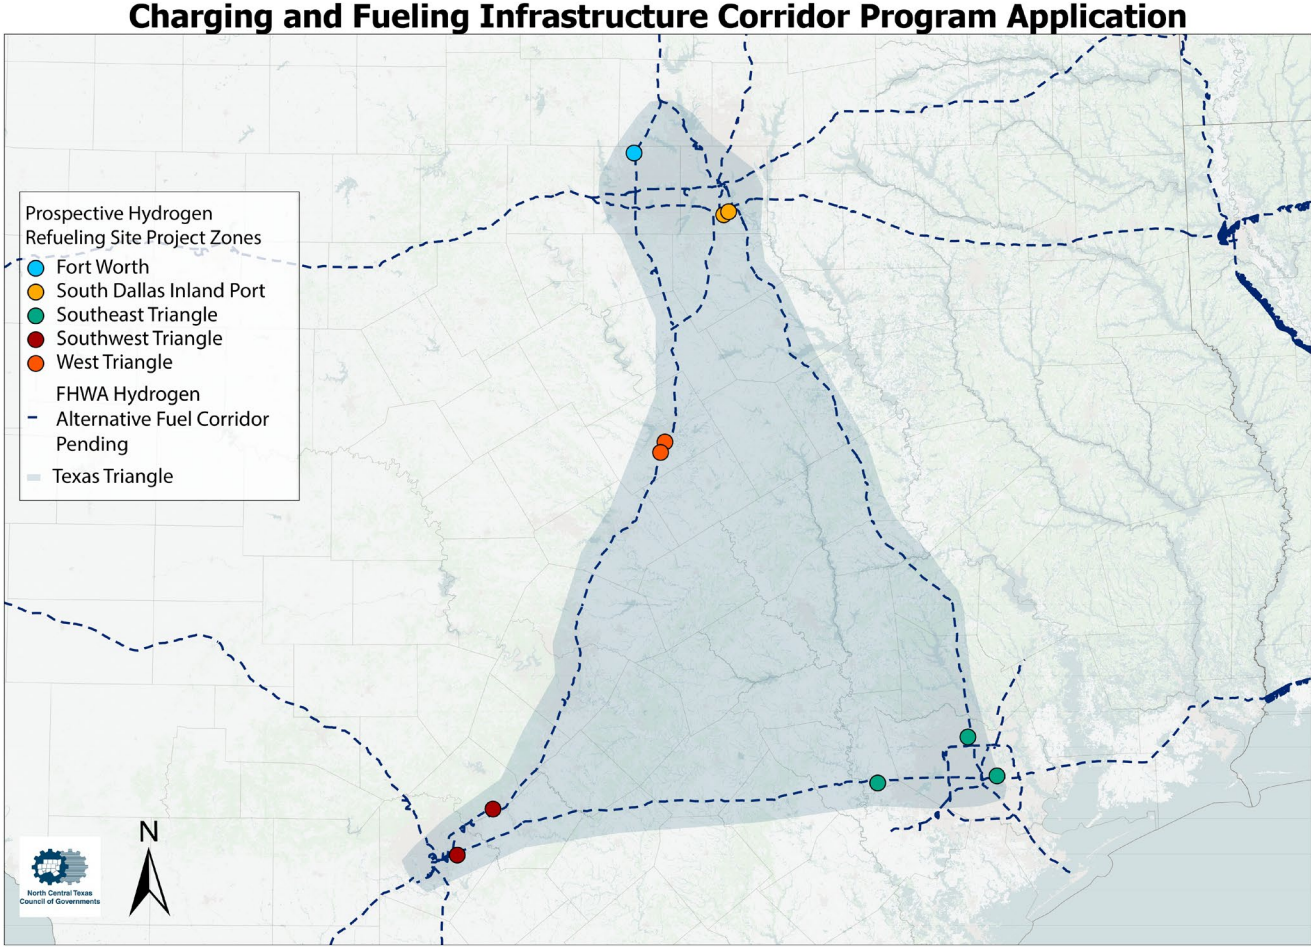 Charging and Fueling Infrastructure Corridor Program Application
Prospective Hydrogen
Refueling Site Project Zones
Fort Worth
South Dallas Inland Port
Southeast Triangle
Southwest Triangle
West Triangle
FHWA Hydrogen
Alternative Fuel Corridor
Pending
Texas Triangle
N
North Central Texas
Council of Governments